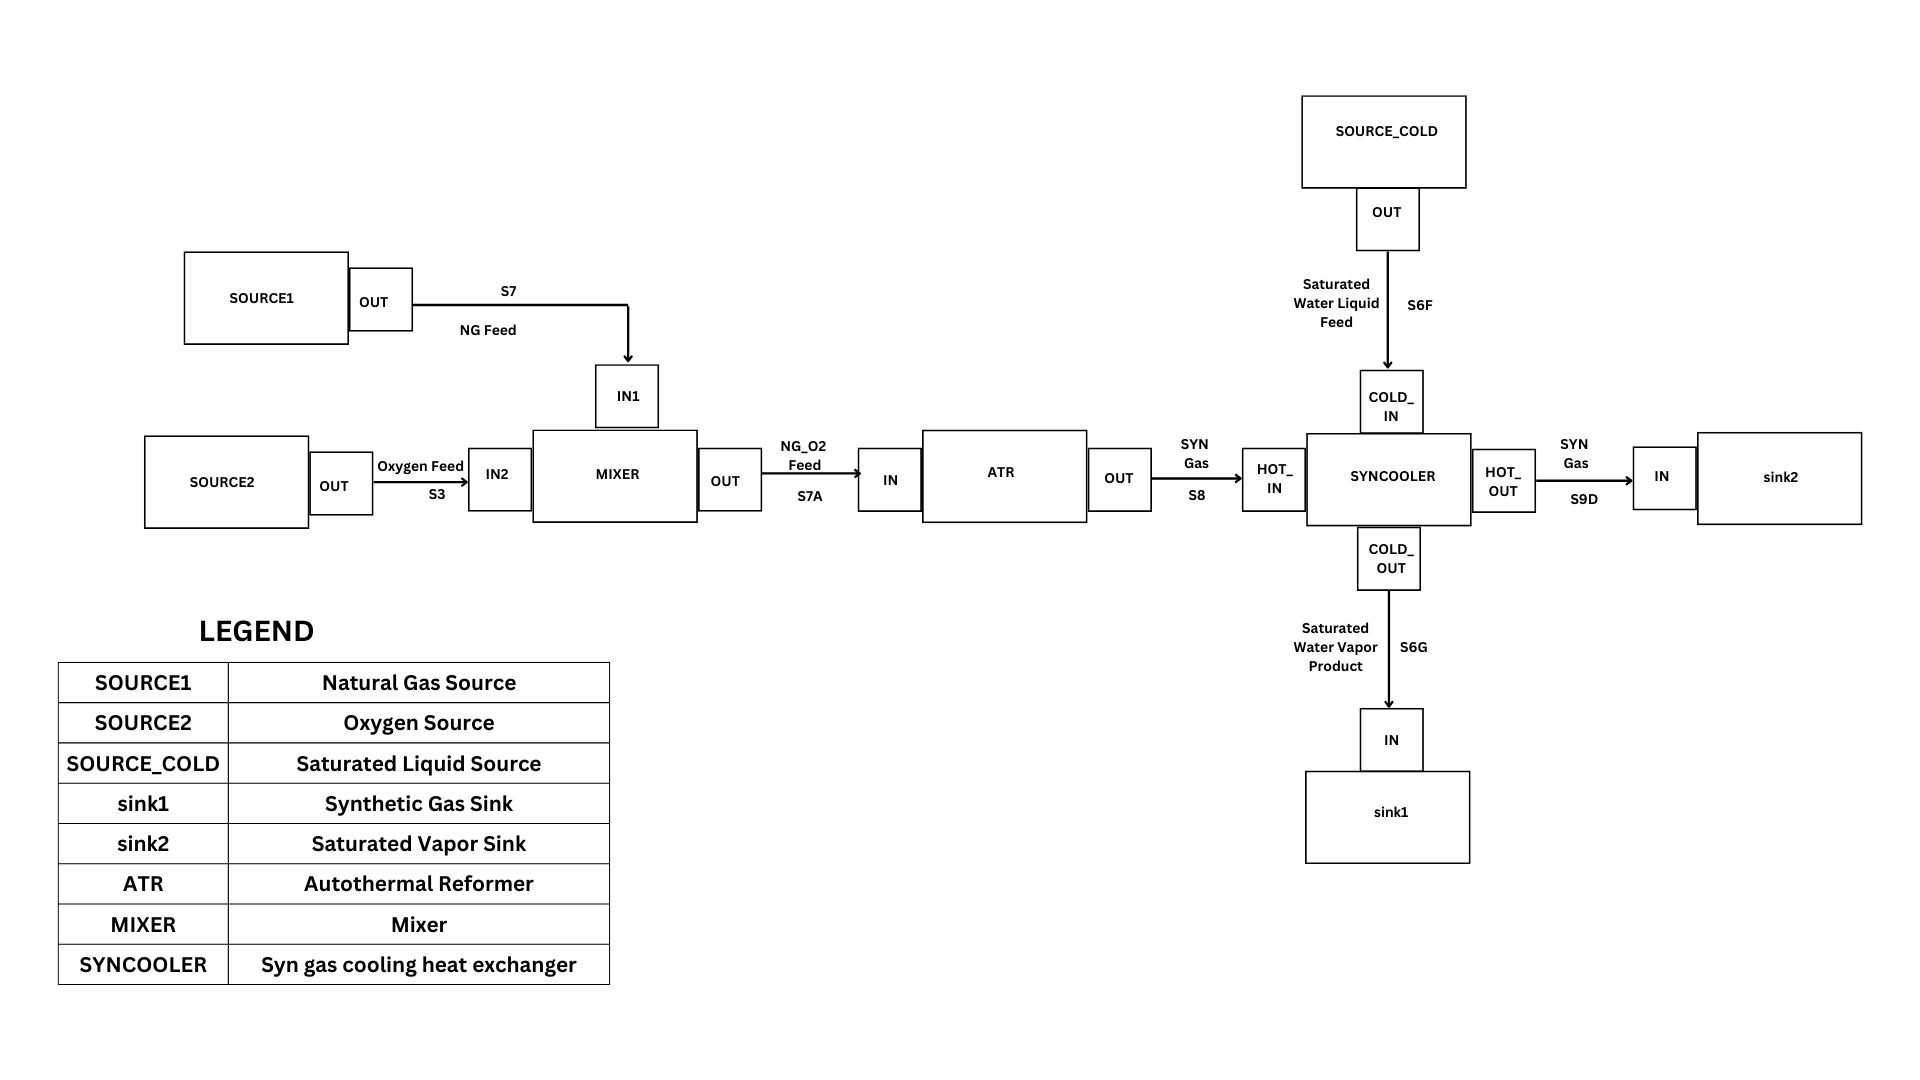 SOURCE_COLD
OUT
Saturated
Water Liquid
Feed
S6F
SOURCE1
OUT
S7
NG Feed
IN1
COLD_
IN
SOURCE2
OUT
Oxygen Feed
S3
IN2
MIXER
OUT
NG_O2
Feed
S7A
IN
ATR
OUT
SYN
Gas
S8
HOT_
IN
SYNCOOLER
HOT_
OUT
SYN
Gas
S9D
IN
sink2
COLD_
OUT
Saturated
Water Vapor
Product
S6G
IN
sink1
LEGEND
SOURCE1 Natural Gas Source
SOURCE2 Oxygen Source
SOURCE_COLD Saturated Liquid Source
sink1 Synthetic Gas Sink
sink2 Saturated Vapor Sink
ATR Autothermal Reformer
MIXER Mixer
SYNCOOLER Syn gas cooling heat exchanger